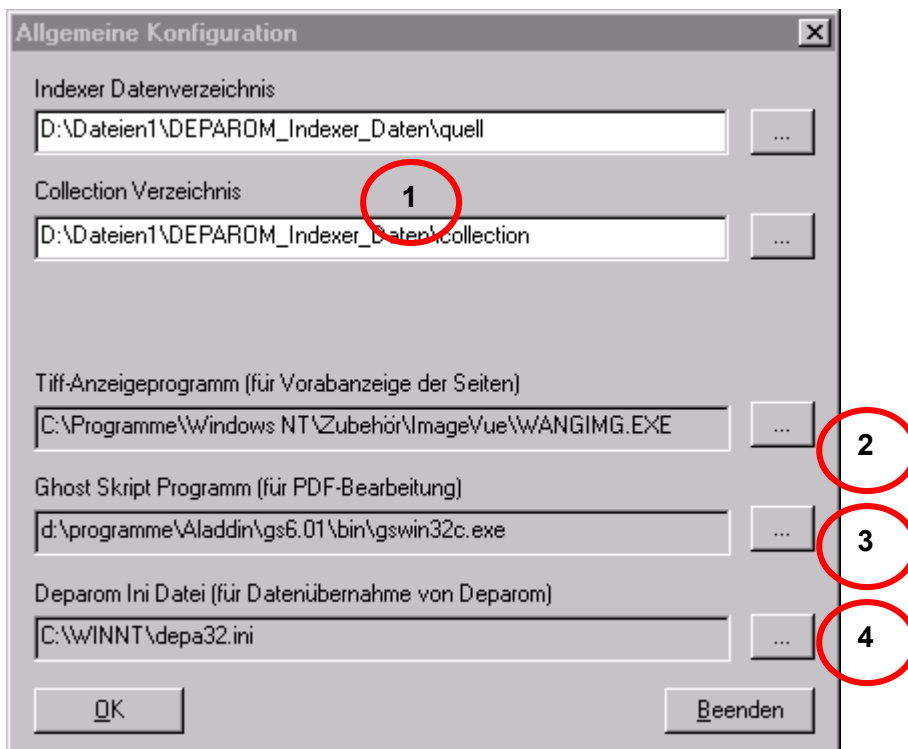 Allgemeine Konfiguration
Indexer Datenverzeichnis
D:\Dateien1\DEPAROM_Indexer_Daten\quell
...
Collection Verzeichnis
1
D:\Dateien1\DEPAROM_Indexer_Daten\collection
...
Tiff-Anzeigeprogramm (für Vorabanzeige der Seiten)
C:\Programme\Windows NT\Zubehör\ImageVue\WANGIMG.EXE
...
2
Ghost Skript Programm (für PDF-Bearbeitung)
d:\programme\Aladdin\gs6.01\bin\gswin32c.exe
...
3
Deparom Ini Datei (für Datenübernahme von Deparom)
C:\WINNT\depa32.ini
...
4
OK
Beenden